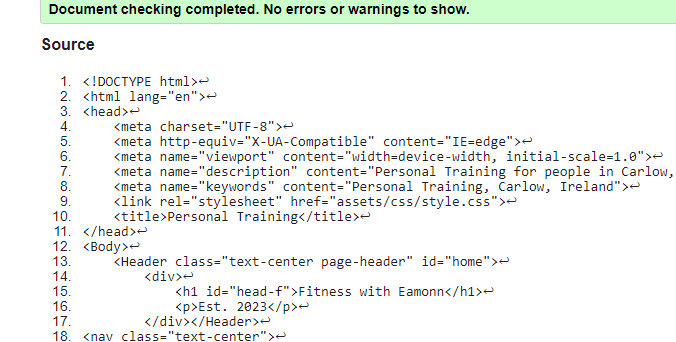 Document checking completed. No errors or warnings to show.
Source
1. <!DOCTYPE html>↩
2. <html lang="en">↩
3. <head>↩
4. <meta charset="UTF-8">↩
5. <meta http-equiv="X-UA-Compatible" content="IE=edge">↩
6. <meta name="viewport" content="width=device-width, initial-scale=1.0">↩
7. <meta name="description" content="Personal Training for people in Carlow,
8. <meta name="keywords" content="Personal Training, Carlow, Ireland">↩
9. <link rel="stylesheet" href="assets/css/style.css">↩
10. <title>Personal Training</title>↩
11. </head>↩
12. <Body>↩
13. <Header class="text-center page-header" id="home">↩
14. <div>↩
15. <h1 id="head-f">Fitness with Eamonn</h1>↩
16. <p>Est. 2023</p>↩
17. </div></Header>↩
18. <nav class="text-center">↩